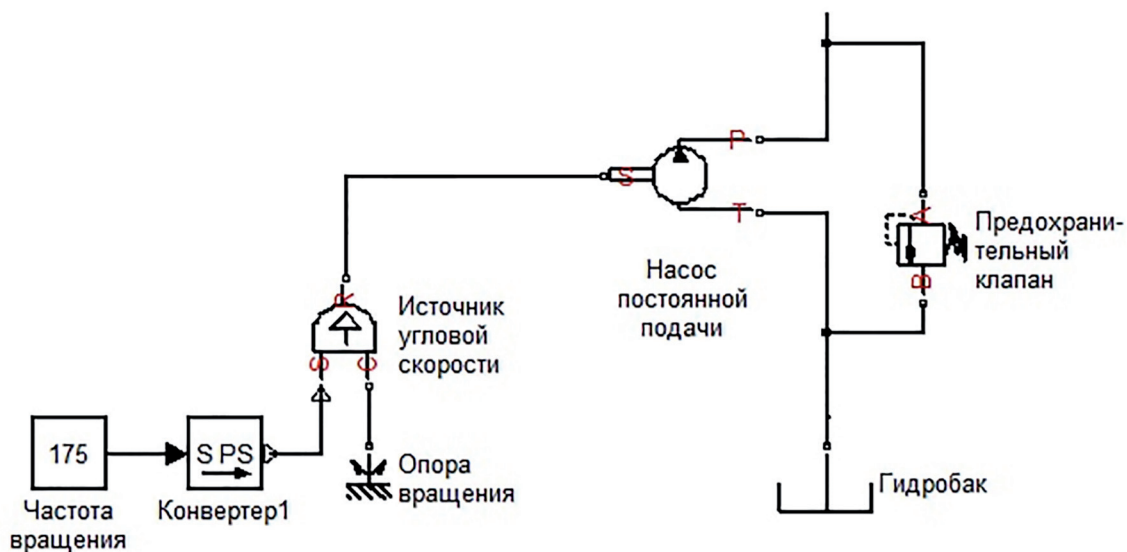 P
S
T
A
Предохрани-
тельный
клапан
B
Насос
постоянной
подачи
R
Источник
угловой
скорости
S
C
175
S PS
Опора
вращения
Гидробак
Частота
вращения
Конвертер1